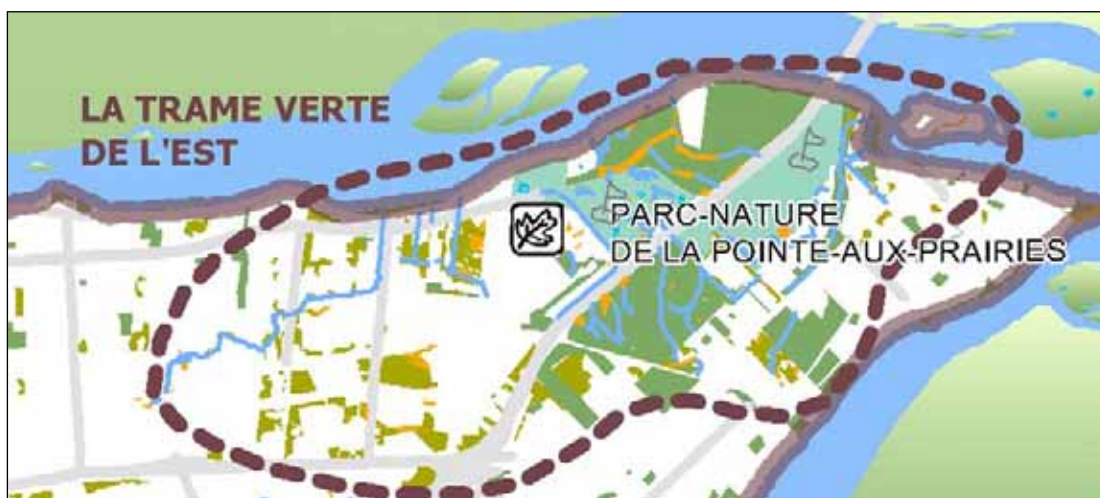 LA TRAME VERTE
DE L'EST
PARC-NATURE
DE LA POINTE-AUX-PRAIRIES